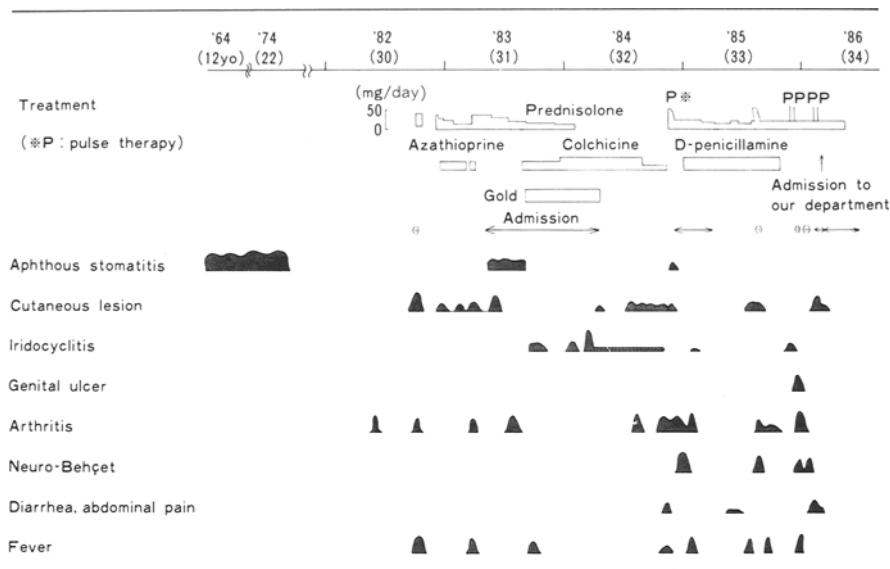 '64 '74 '82 '83 '84 '85 '86
(12yo) (22) (30) (31) (32) (33) (34)
Treatment
(※P : pulse therapy)
(mg/day)
50
0
Prednisolone
P※
PPPP
Azathioprine
Colchicine
D-penicillamine
Gold
Admission to
our department
Admission
Aphthous stomatitis
Cutaneous lesion
Iridocyclitis
Genital ulcer
Arthritis
Neuro-Behçet
Diarrhea, abdominal pain
Fever